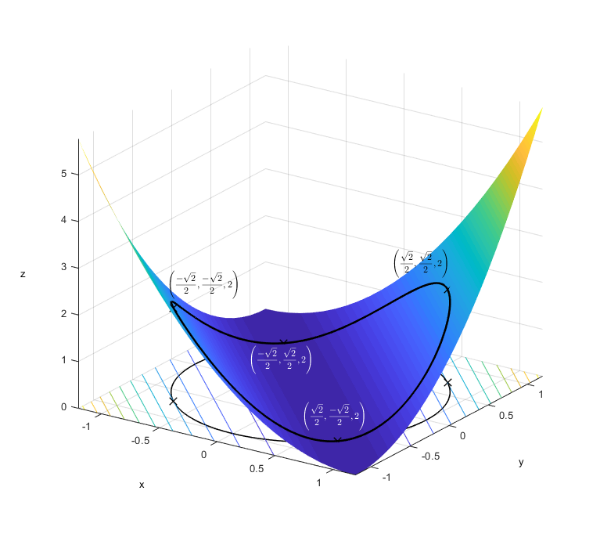 5
4
3
2
1
0
z
-1
-0.5
0
0.5
1
x
-1
-0.5
0
0.5
1
y
(-√2/2, -√2/2, 2)
(√2/2, √2/2, 2)
(-√2/2, √2/2, 2)
(√2/2, -√2/2, 2)